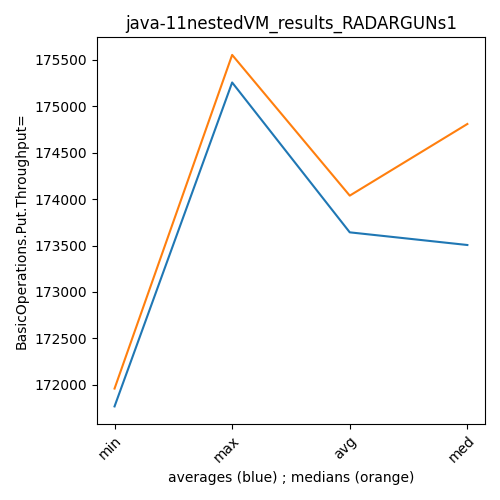 java-11nestedVM_results_RADARGUNs1
BasicOperations.Put.Throughput=
175500
175000
174500
174000
173500
173000
172500
172000
min
max
avg
med
averages (blue) ; medians (orange)